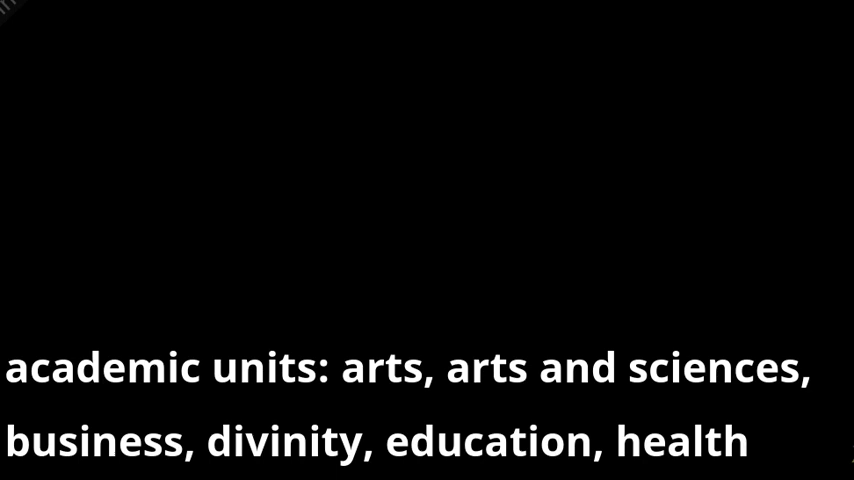 academic units: arts, arts and sciences,
business, divinity, education, health